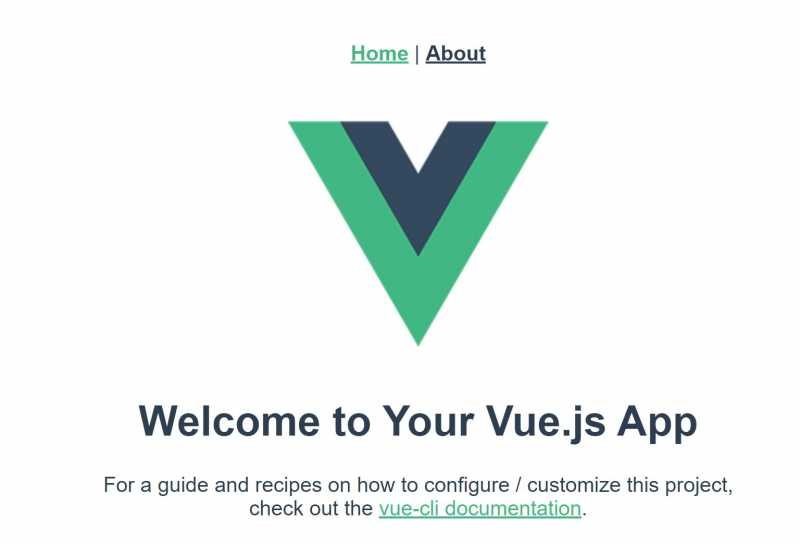 Home | About
Welcome to Your Vue.js App
For a guide and recipes on how to configure / customize this project,
check out the vue-cli documentation.